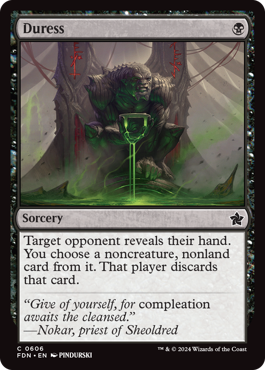 Duress
Sorcery
Target opponent reveals their hand.
You choose a noncreature, nonland
card from it. That player discards
that card.
“Give of yourself, for compleation
awaits the cleansed.”
—Nokar, priest of Sheoldred
C 0606
FDN • EN PINDURSKI
™ & © 2024 Wizards of the Coast